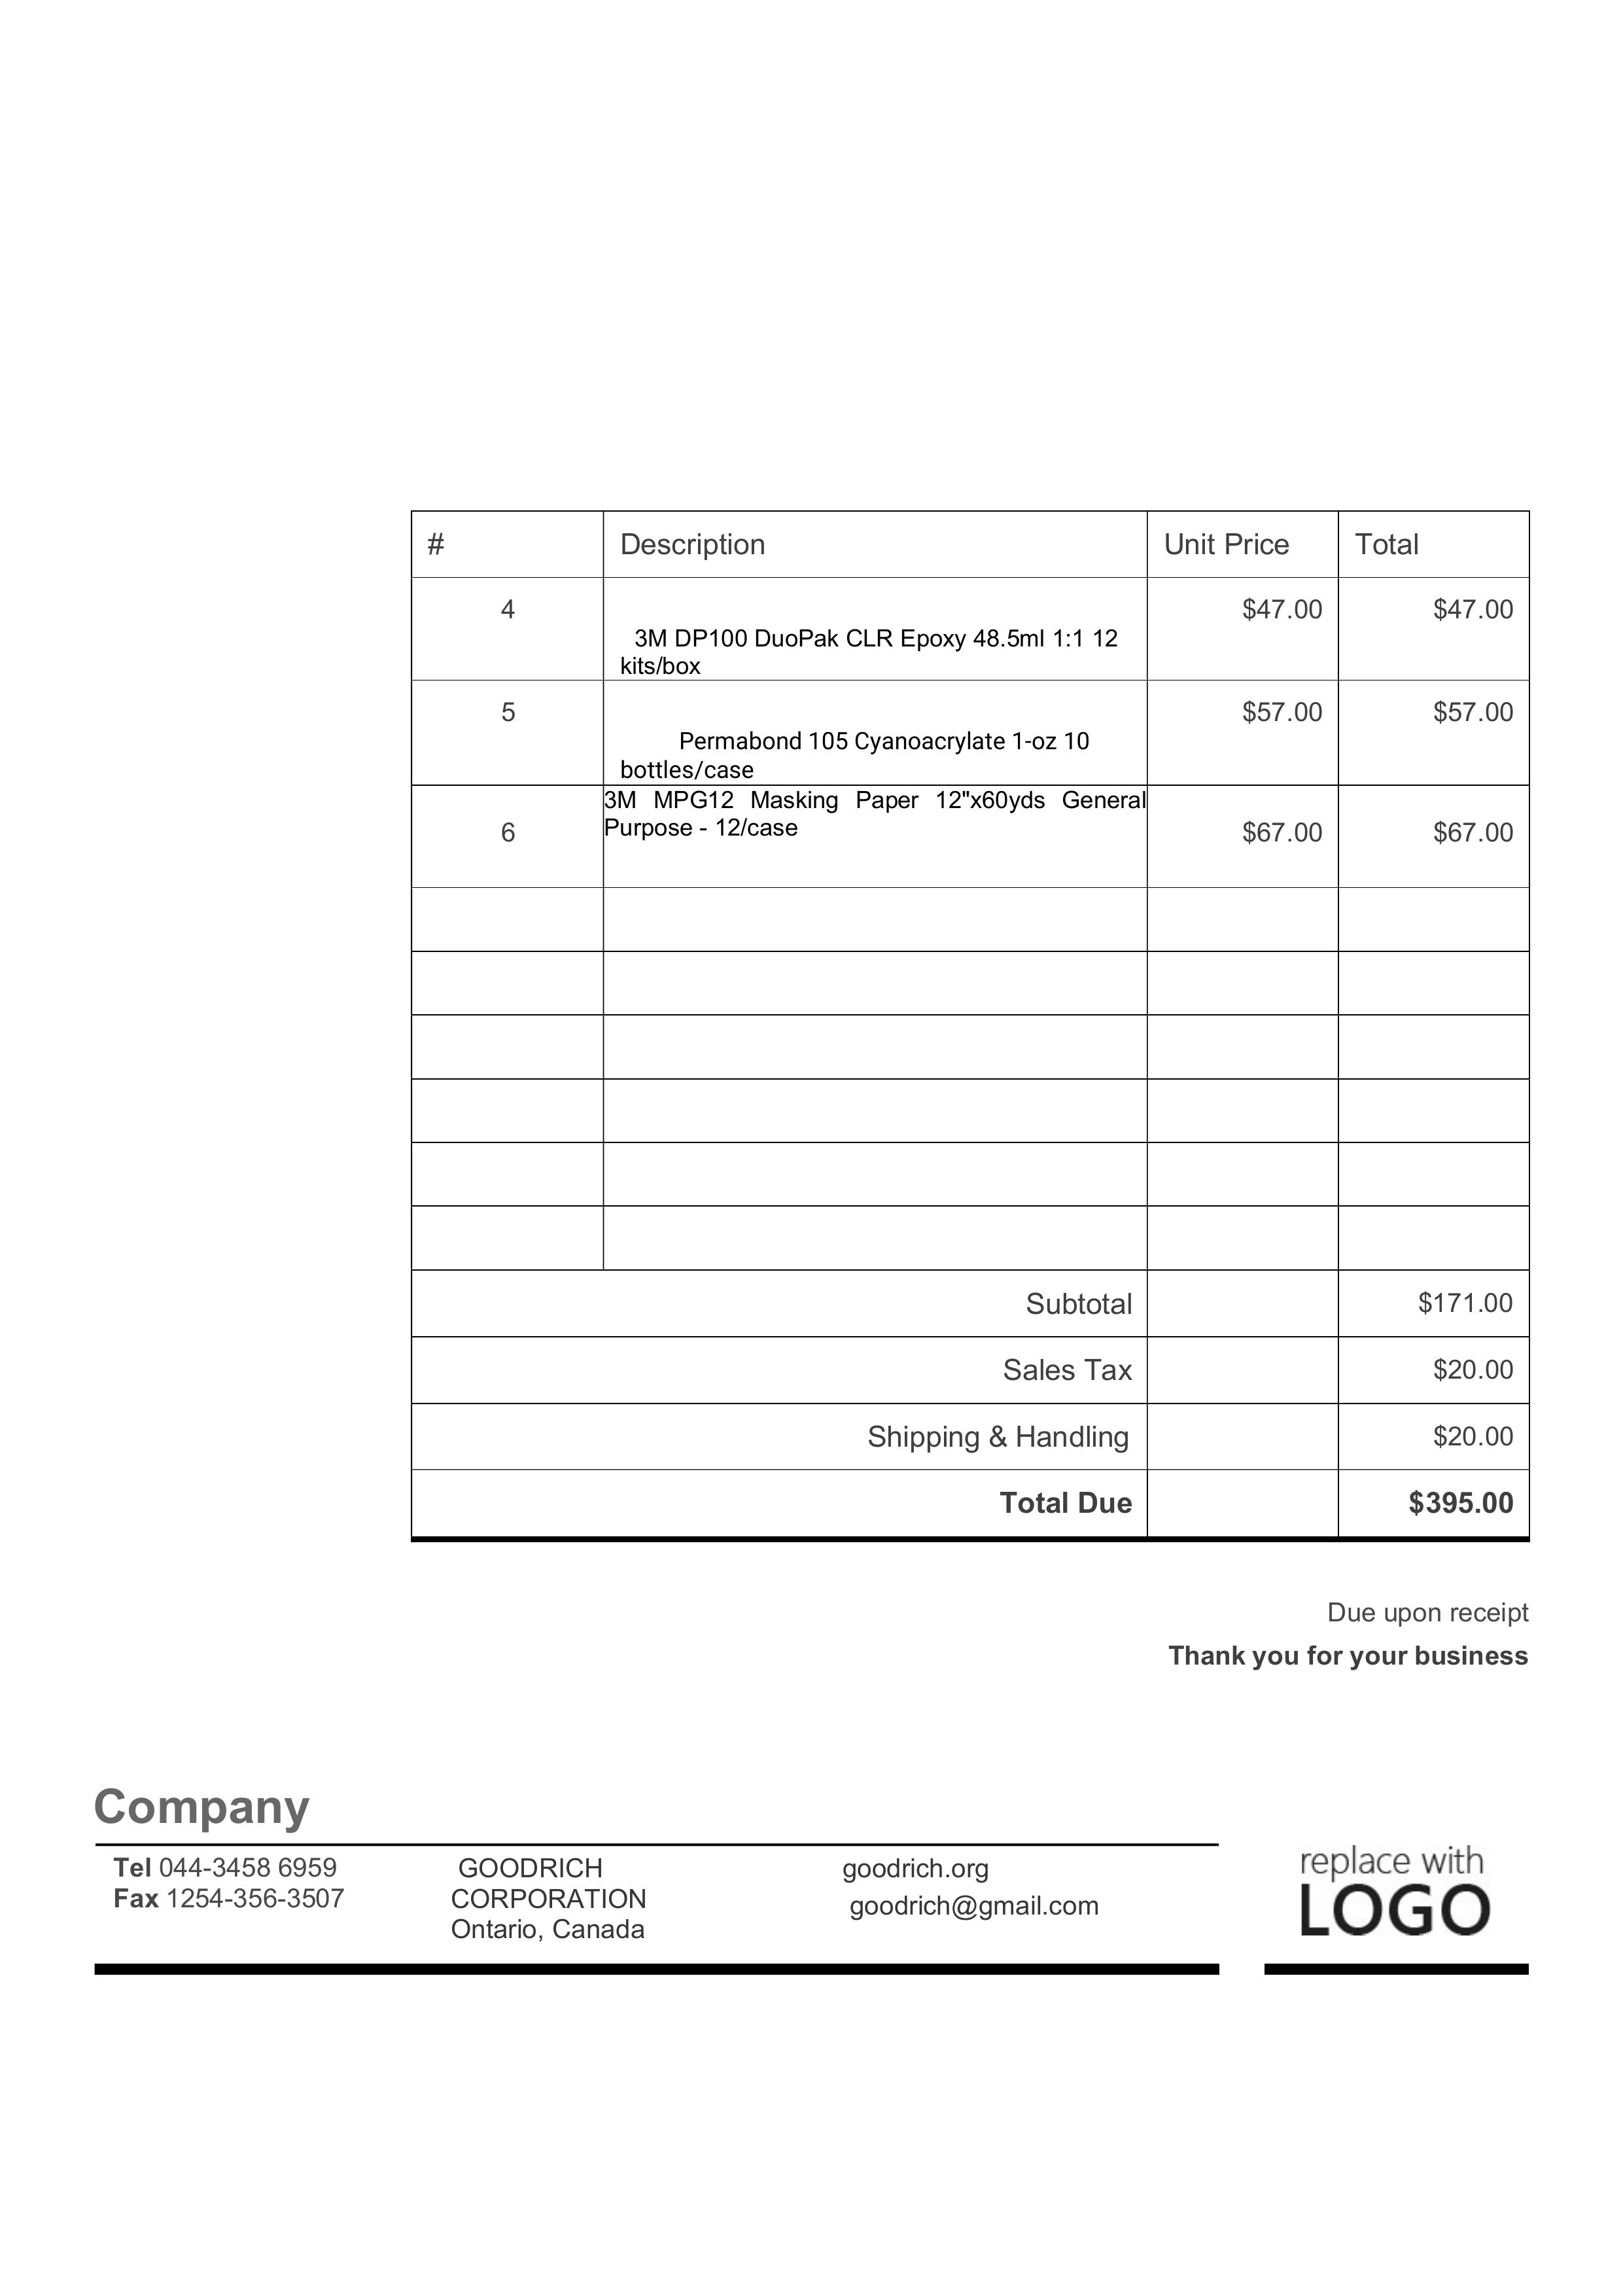 # Description Unit Price Total
4 $47.00 $47.00
3M DP100 DuoPak CLR Epoxy 48.5ml 1:1 12
kits/box
5 $57.00 $57.00
Permabond 105 Cyanoacrylate 1-oz 10
bottles/case
3M MPG12 Masking Paper 12"x60yds General
Purpose - 12/case
6 $67.00 $67.00
Subtotal $171.00
Sales Tax $20.00
Shipping & Handling $20.00
Total Due $395.00
Due upon receipt
Thank you for your business
Company
Tel 044-3458 6959
Fax 1254-356-3507
GOODRICH
CORPORATION
Ontario, Canada
goodrich.org
goodrich@gmail.com
replace with
LOGO